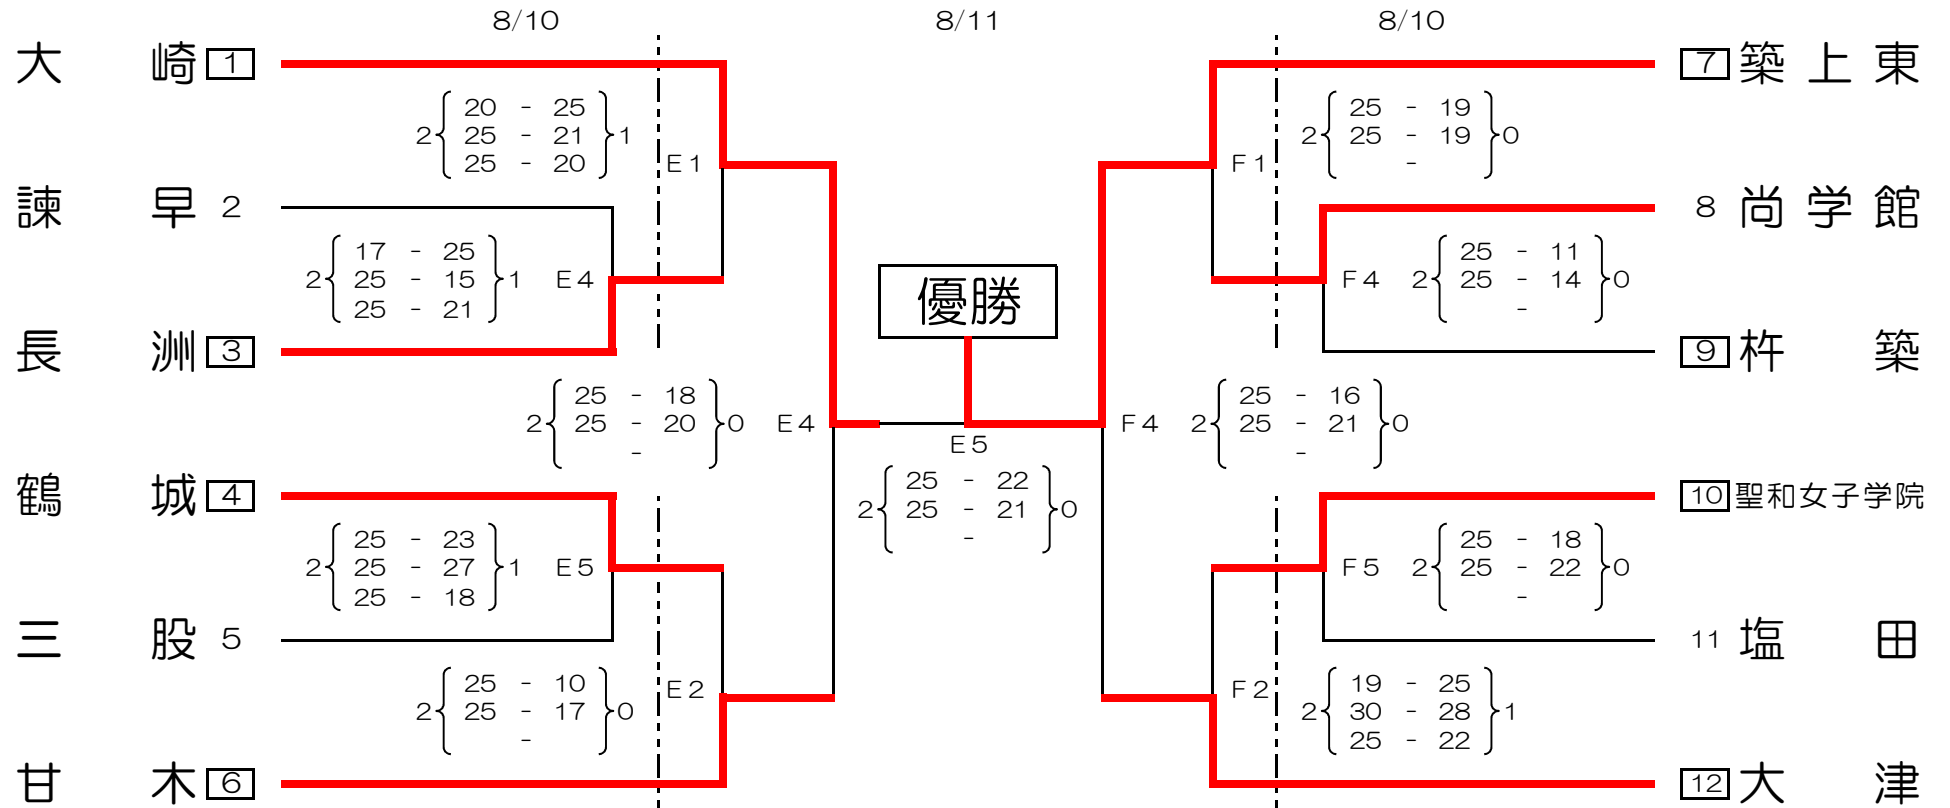 8/10 8/11 8/10
大崎 1
7 築上東
2 20 - 25 1
25 - 21
25 - 20
E1
F1
2 25 - 19 0
25 - 19
-
諫早 2
8 尚学館
2 17 - 25 1
25 - 15
25 - 21
E4
優勝
F4
2 25 - 11 0
25 - 14
-
長洲 3
9 杵築
2 25 - 18 0
25 - 20
-
E4
E5
2 25 - 22 0
25 - 21
-
F4
2 25 - 16 0
25 - 21
-
鶴城 4
10 聖和女子学院
2 25 - 23 1
25 - 27
25 - 18
E5
F5
2 25 - 18 0
25 - 22
-
三股 5
11 塩田
2 25 - 10 0
25 - 17
-
E2
F2
2 19 - 25 1
30 - 28
25 - 22
甘木 6
12 大津